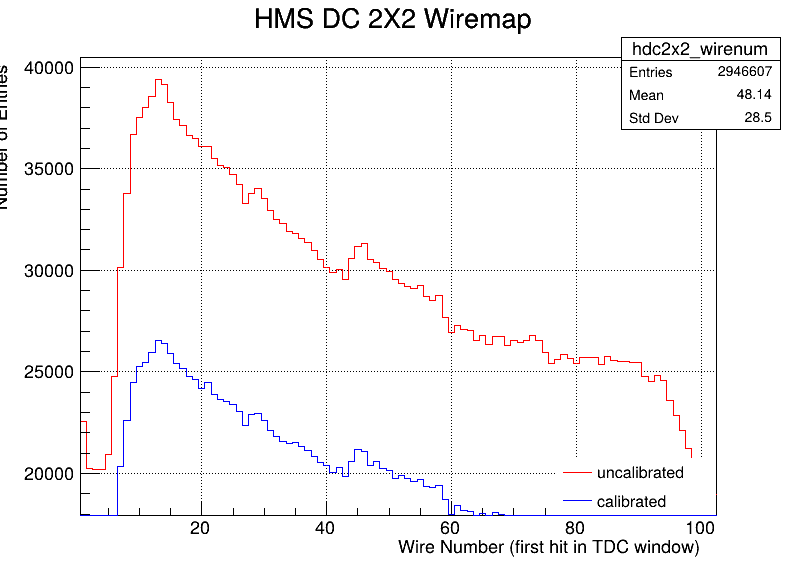 HMS DC 2X2 Wiremap
hdc2x2_wirenum
Entries 2946607
Mean 48.14
Std Dev 28.5
Number of Entries
40000
35000
30000
25000
20000
uncalibrated
calibrated
20 40 60 80 100
Wire Number (first hit in TDC window)